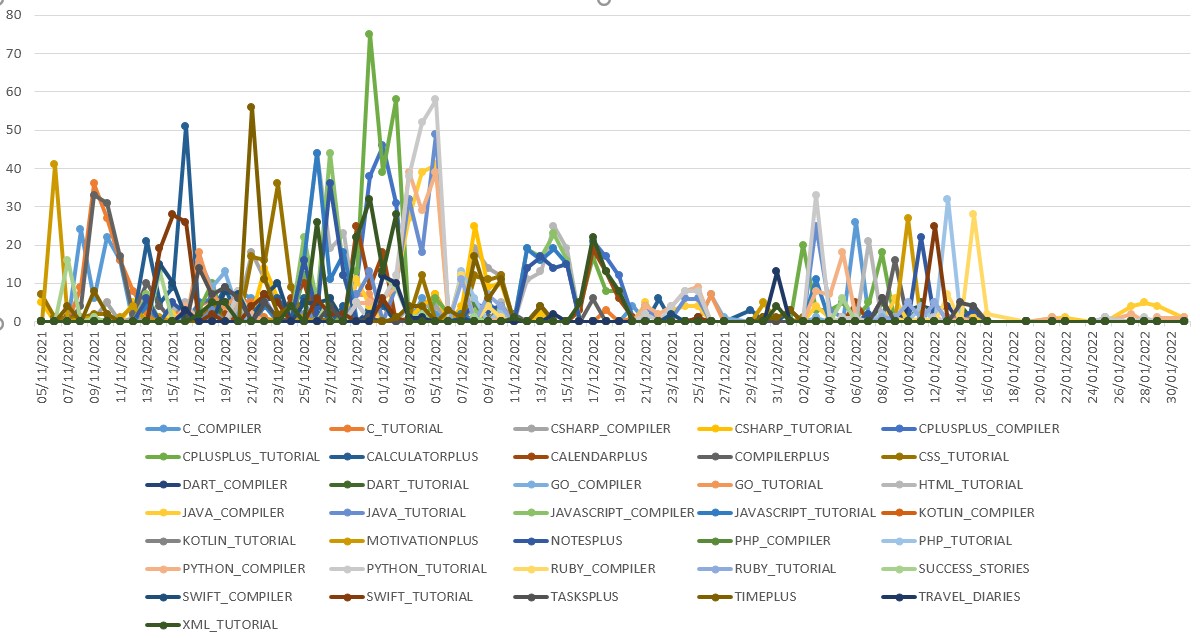 80
70
60
50
40
30
20
10
0
05/11/2021 07/11/2021 09/11/2021 11/11/2021 13/11/2021 15/11/2021 17/11/2021 19/11/2021 21/11/2021 23/11/2021 25/11/2021 27/11/2021 29/11/2021 01/12/2021 03/12/2021 05/12/2021 07/12/2021 09/12/2021 11/12/2021 13/12/2021 15/12/2021 17/12/2021 19/12/2021 21/12/2021 23/12/2021 25/12/2021 27/12/2021 29/12/2021 31/12/2021 02/01/2022 04/01/2022 06/01/2022 08/01/2022 10/01/2022 12/01/2022 14/01/2022 16/01/2022 18/01/2022 20/01/2022 22/01/2022 24/01/2022 26/01/2022 28/01/2022 30/01/2022
C_COMPILER C_TUTORIAL CSHARP_COMPILER CSHARP_TUTORIAL CPLUSPLUS_COMPILER
CPLUSPLUS_TUTORIAL CALCULATORPLUS CALENDARPLUS COMPILERPLUS CSS_TUTORIAL
DART_COMPILER DART_TUTORIAL GO_COMPILER GO_TUTORIAL HTML_TUTORIAL
JAVA_COMPILER JAVA_TUTORIAL JAVASCRIPT_COMPILER JAVASCRIPT_TUTORIAL KOTLIN_COMPILER
KOTLIN_TUTORIAL MOTIVATIONPLUS NOTESPLUS PHP_COMPILER PHP_TUTORIAL
PYTHON_COMPILER PYTHON_TUTORIAL RUBY_COMPILER RUBY_TUTORIAL SUCCESS_STORIES
SWIFT_COMPILER SWIFT_TUTORIAL TASKSPLUS TIMEPLUS TRAVEL_DIARIES
XML_TUTORIAL